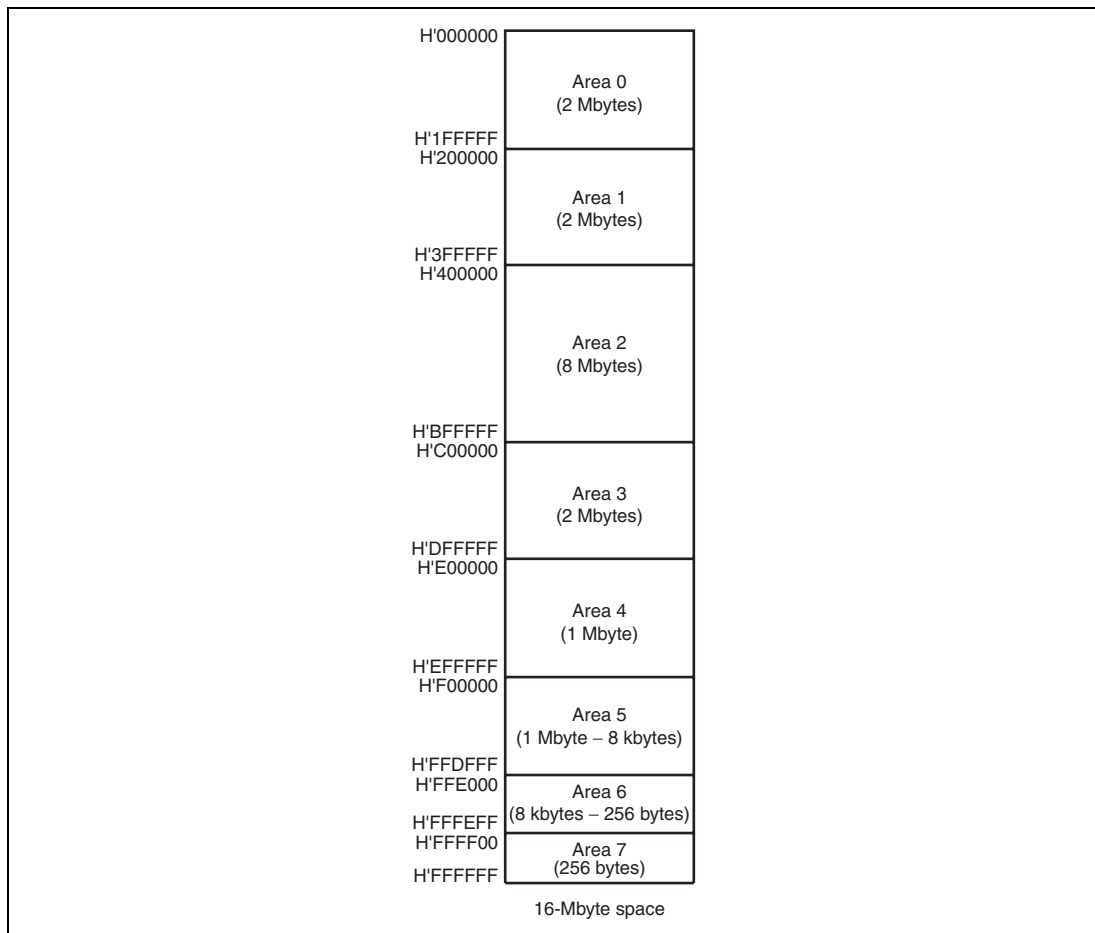 H'000000
Area 0
(2 Mbytes)
H'1FFFFF
H'200000
Area 1
(2 Mbytes)
H'3FFFFF
H'400000
Area 2
(8 Mbytes)
H'BFFFFF
H'C00000
Area 3
(2 Mbytes)
H'DFFFFF
H'E00000
Area 4
(1 Mbyte)
H'EFFFFF
H'F00000
Area 5
(1 Mbyte – 8 kbytes)
H'FFDFFF
H'FFE000
Area 6
(8 kbytes – 256 bytes)
H'FFFEFF
H'FFFF00
Area 7
(256 bytes)
H'FFFFFF
16-Mbyte space